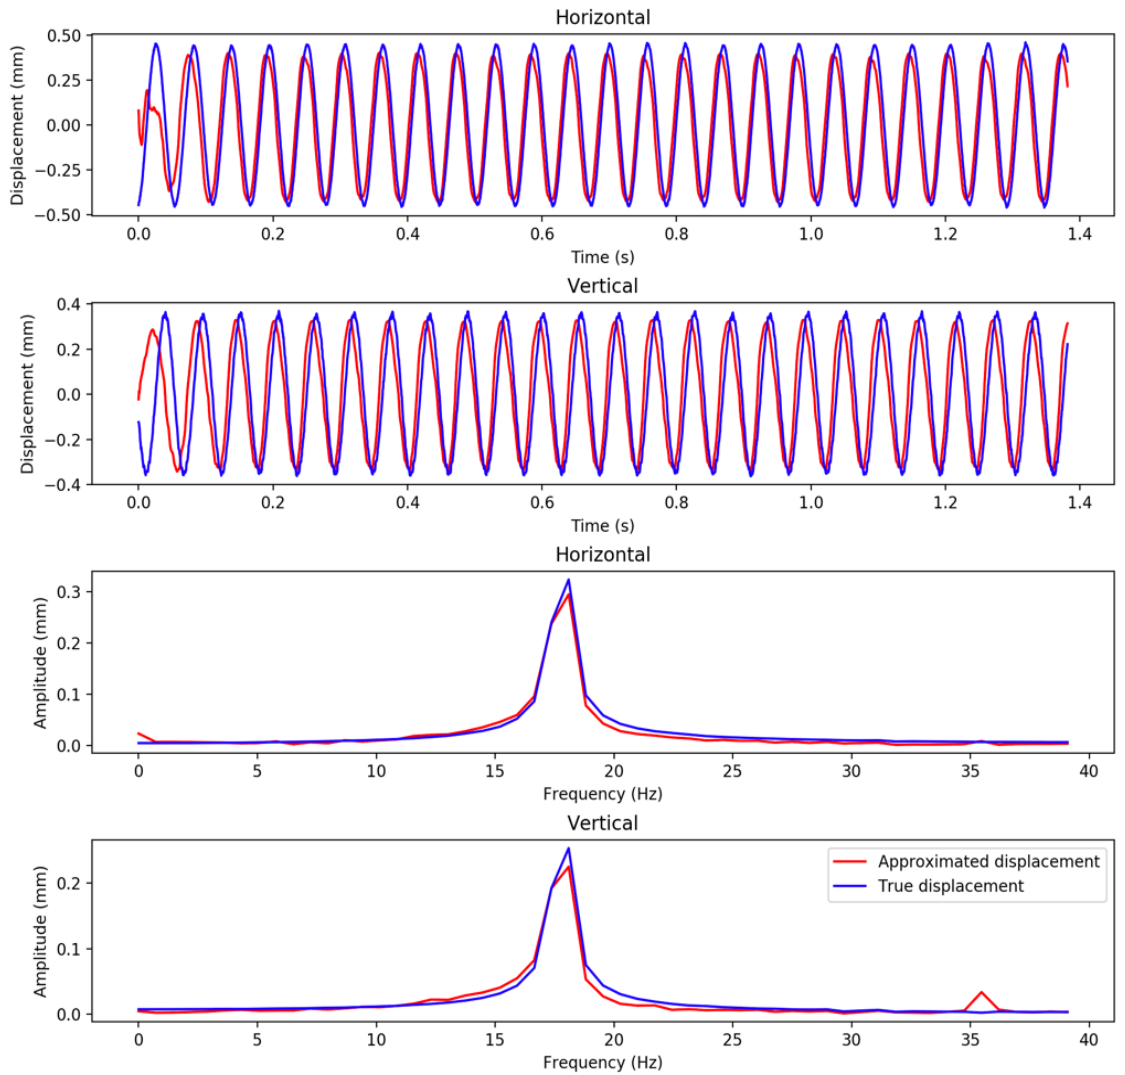 Horizontal
Displacement (mm)
0.50
0.25
0.00
−0.25
−0.50
0.0 0.2 0.4 0.6 0.8 1.0 1.2 1.4
Time (s)
Vertical
Displacement (mm)
0.4
0.2
0.0
−0.2
−0.4
0.0 0.2 0.4 0.6 0.8 1.0 1.2 1.4
Time (s)
Horizontal
Amplitude (mm)
0.3
0.2
0.1
0.0
0 5 10 15 20 25 30 35 40
Frequency (Hz)
Vertical
Amplitude (mm)
0.2
0.1
0.0
Approximated displacement
True displacement
0 5 10 15 20 25 30 35 40
Frequency (Hz)